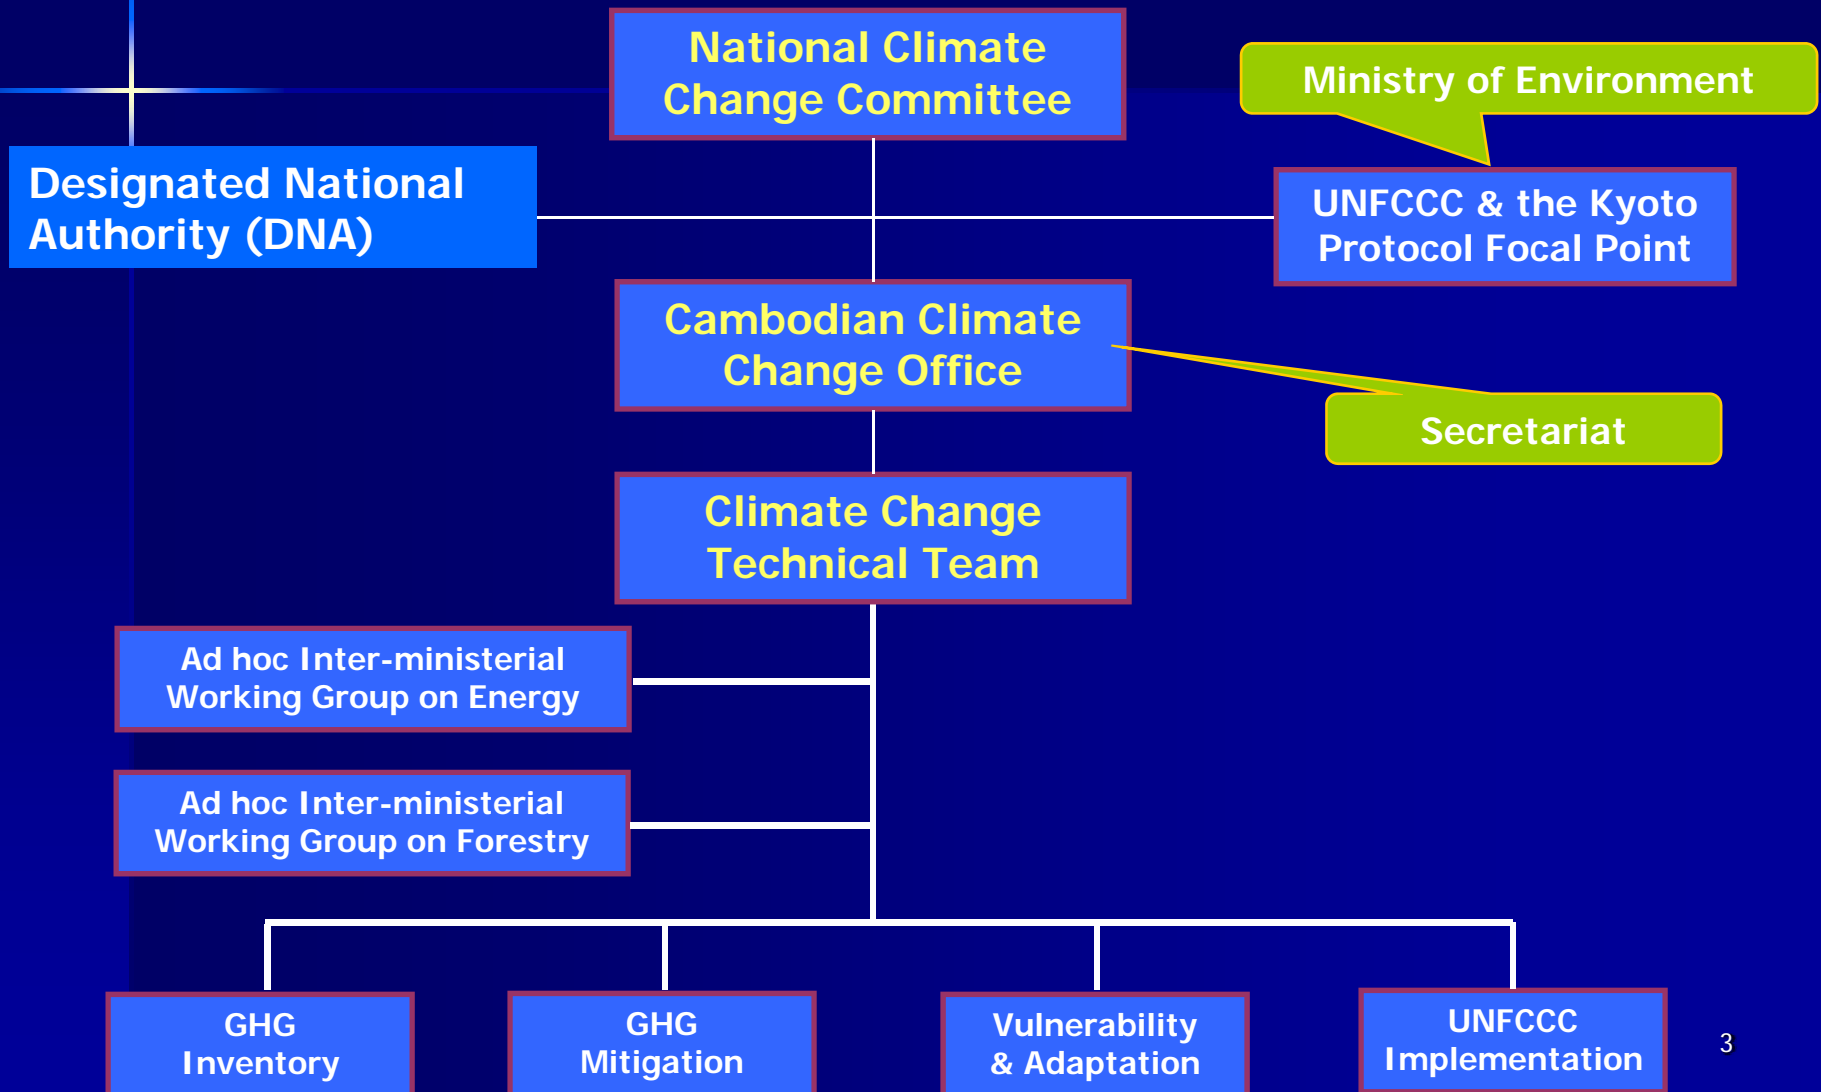 National Climate
Change Committee
Ministry of Environment
Designated National
Authority (DNA)
UNFCCC & the Kyoto
Protocol Focal Point
Cambodian Climate
Change Office
Secretariat
Climate Change
Technical Team
Ad hoc Inter-ministerial
Working Group on Energy
Ad hoc Inter-ministerial
Working Group on Forestry
GHG
Inventory
GHG
Mitigation
Vulnerability
& Adaptation
UNFCCC
Implementation
3